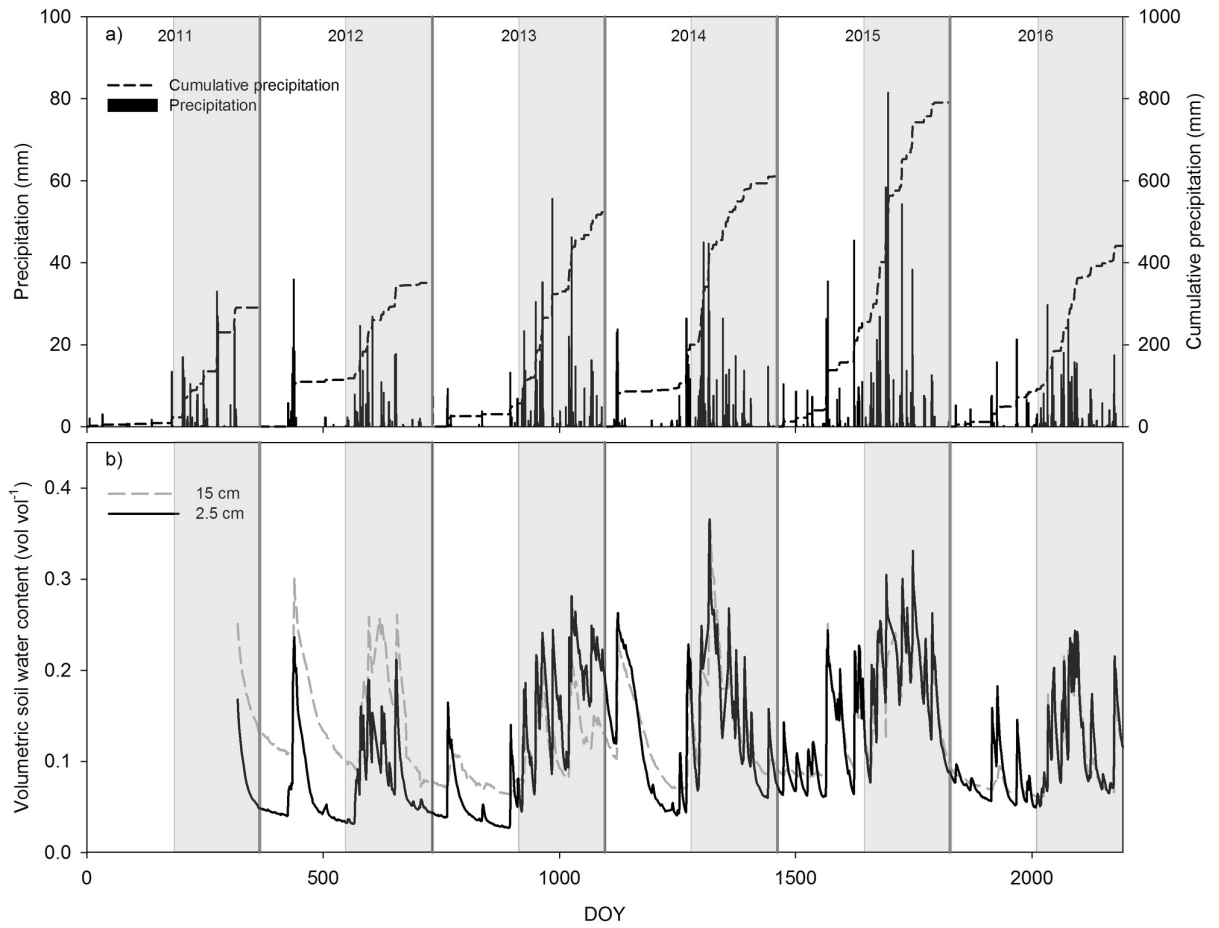 a)
2011 2012 2013 2014 2015 2016
Cumulative precipitation
Precipitation
Precipitation (mm)
100
80
60
40
20
0
Cumulative precipitation (mm)
1000
800
600
400
200
0
b)
15 cm
2.5 cm
Volumetric soil water content (vol vol⁻¹)
0.4
0.3
0.2
0.1
0.0
0 500 1000 1500 2000
DOY